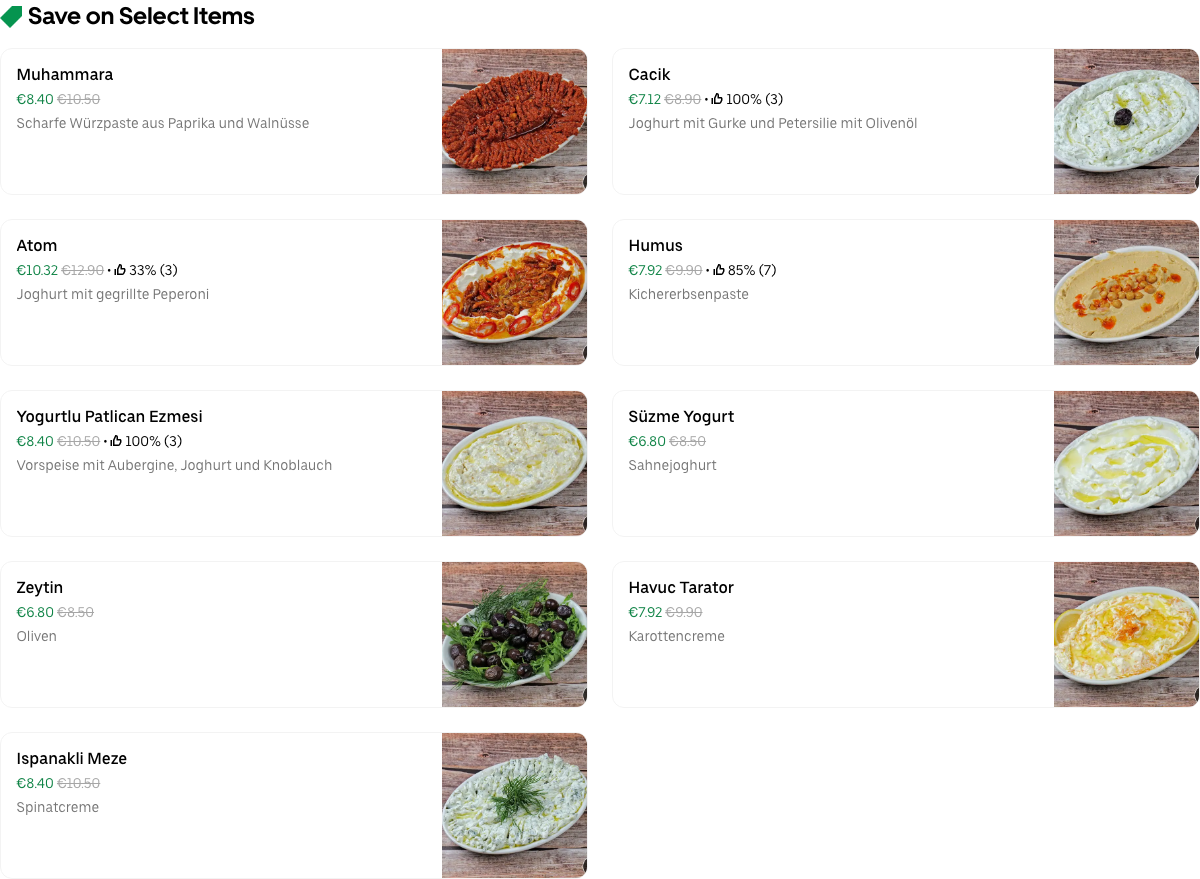 Save on Select Items
Muhammara
€8.40 €10.50
Scharfe Würzpaste aus Paprika und Walnüsse
Cacik
€7.12 €8.90 • 100% (3)
Joghurt mit Gurke und Petersilie mit Olivenöl
Atom
€10.32 €12.90 • 33% (3)
Joghurt mit gegrillte Peperoni
Humus
€7.92 €9.90 • 85% (7)
Kichererbsenpaste
Yogurtlu Patlican Ezmesi
€8.40 €10.50 • 100% (3)
Vorspeise mit Aubergine, Joghurt und Knoblauch
Süzme Yogurt
€6.80 €8.50
Sahnejoghurt
Zeytin
€6.80 €8.50
Oliven
Havuc Tarator
€7.92 €9.90
Karottencreme
Ispanakli Meze
€8.40 €10.50
Spinatcreme